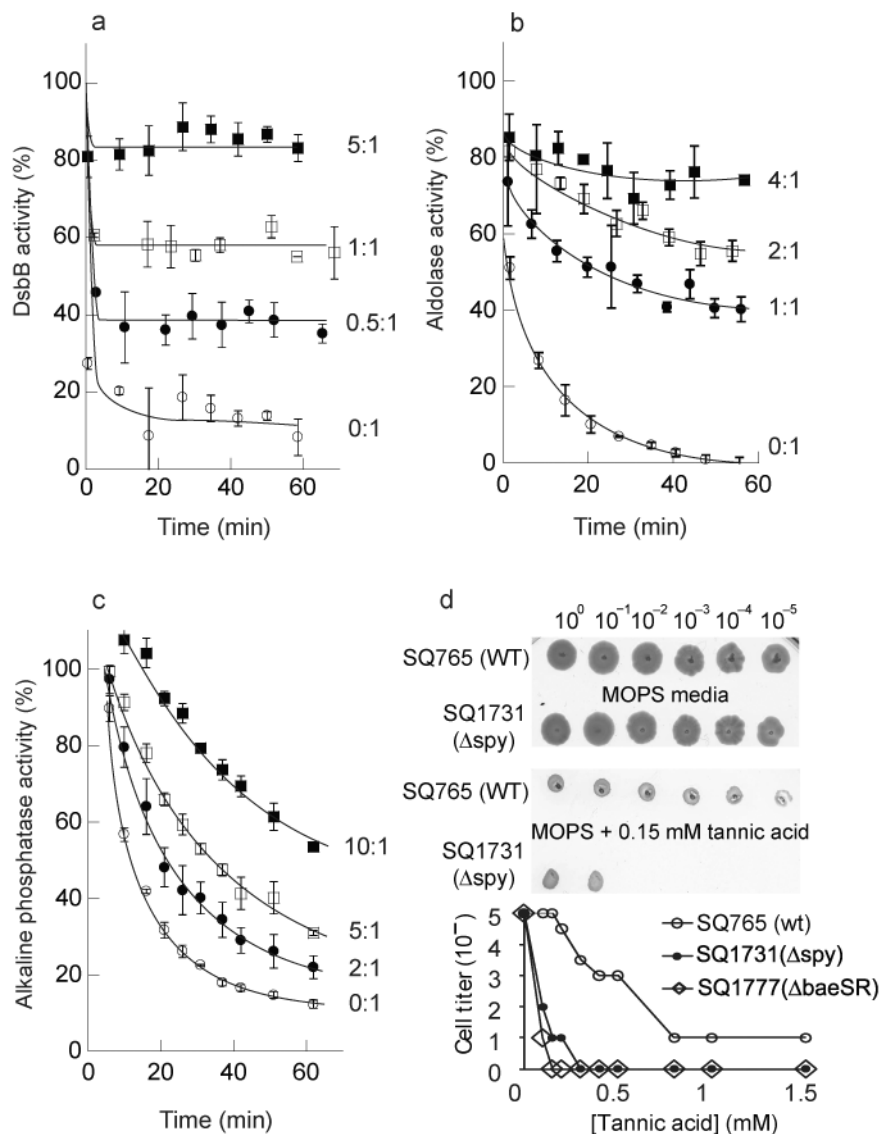 a
DsbB activity (%)
100
80
60
40
20
0
5:1
1:1
0.5:1
0:1
0 20 40 60
Time (min)
b
Aldolase activity (%)
100
80
60
40
20
0
4:1
2:1
1:1
0:1
0 20 40 60
Time (min)
c
Alkaline phosphatase activity (%)
100
80
60
40
20
0
10:1
5:1
2:1
0:1
0 20 40 60
Time (min)
d
10⁰ 10⁻¹ 10⁻² 10⁻³ 10⁻⁴ 10⁻⁵
SQ765 (WT)
MOPS media
SQ1731
(Δspy)
SQ765 (WT)
MOPS + 0.15 mM tannic acid
SQ1731
(Δspy)
Cell titer (10⁻)
5
4
3
2
1
0
SQ765 (wt)
SQ1731(Δspy)
SQ1777(ΔbaeSR)
0 0.5 1 1.5
[Tannic acid] (mM)